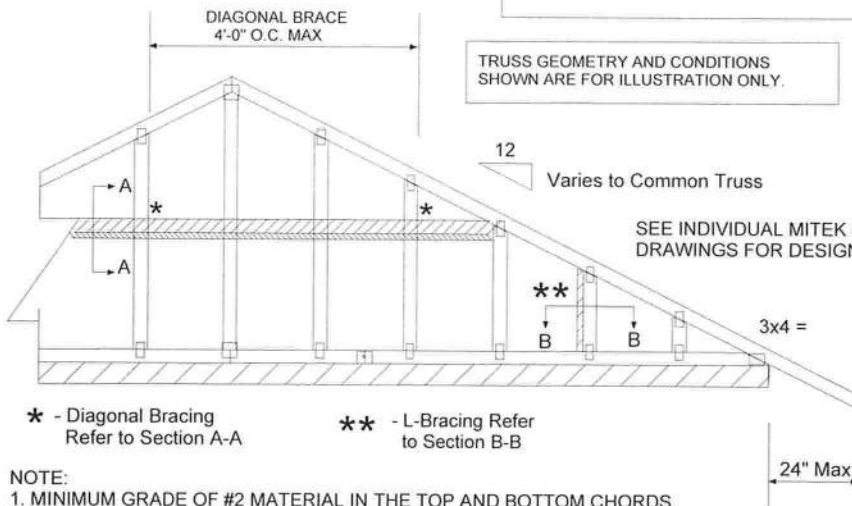 DIAGONAL BRACE
4'-0" O.C. MAX
TRUSS GEOMETRY AND CONDITIONS
SHOWN ARE FOR ILLUSTRATION ONLY.
12
Varies to Common Truss
A
*
*
SEE INDIVIDUAL MITEK
DRAWINGS FOR DESIGN
A
**
B
B
3x4 =
* - Diagonal Bracing
Refer to Section A-A
** - L-Bracing Refer
to Section B-B
24" Max
NOTE:
1. MINIMUM GRADE OF #2 MATERIAL IN THE TOP AND BOTTOM CHORDS